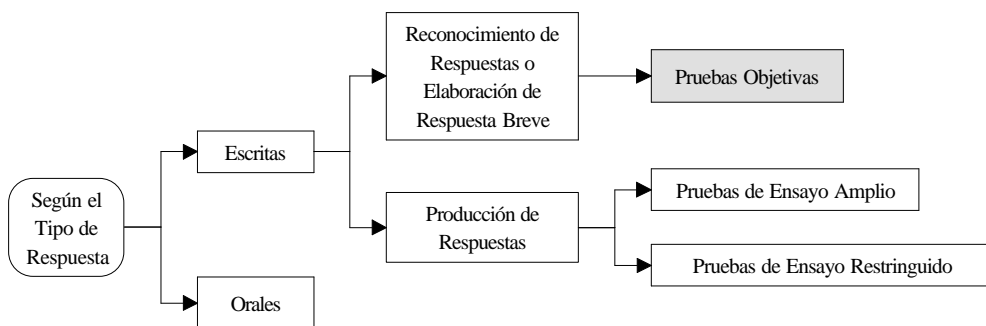 Según el
Tipo de
Respuesta
Escritas
Orales
Reconocimiento de
Respuestas o
Elaboración de
Respuesta Breve
Producción de
Respuestas
Pruebas Objetivas
Pruebas de Ensayo Amplio
Pruebas de Ensayo Restringuido